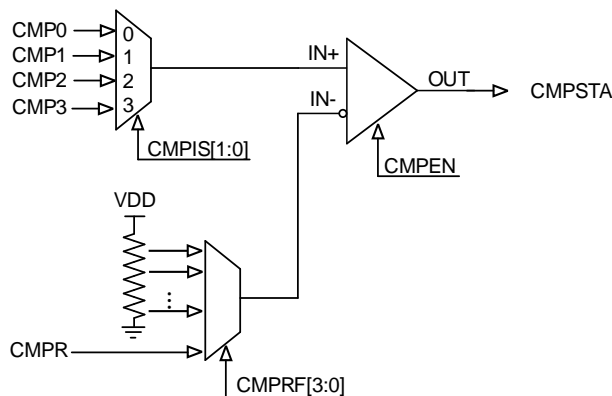 CMP0
CMP1
CMP2
CMP3
0
1
2
3
CMPIS[1:0]
IN+
IN-
OUT
CMPSTA
CMPEN
VDD
...
CMPR
CMPRF[3:0]